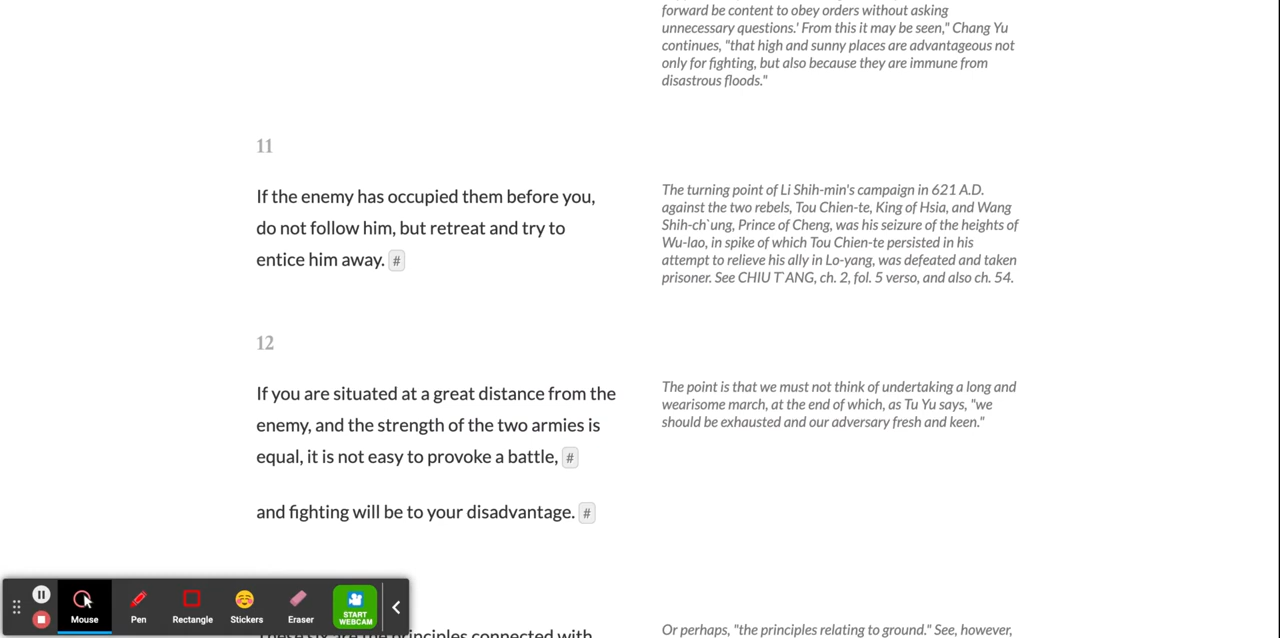 forward be content to obey orders without asking
unnecessary questions.' From this it may be seen," Chang Yu
continues, "that high and sunny places are advantageous not
only for fighting, but also because they are immune from
disastrous floods."
11
If the enemy has occupied them before you,
do not follow him, but retreat and try to
entice him away. #
The turning point of Li Shih-min's campaign in 621 A.D.
against the two rebels, Tou Chien-te, King of Hsia, and Wang
Shih-ch`ung, Prince of Cheng, was his seizure of the heights of
Wu-lao, in spike of which Tou Chien-te persisted in his
attempt to relieve his ally in Lo-yang, was defeated and taken
prisoner. See CHIU T`ANG, ch. 2, fol. 5 verso, and also ch. 54.
12
If you are situated at a great distance from the
enemy, and the strength of the two armies is
equal, it is not easy to provoke a battle, #
and fighting will be to your disadvantage. #
The point is that we must not think of undertaking a long and
wearisome march, at the end of which, as Tu Yu says, "we
should be exhausted and our adversary fresh and keen."
These six are the principles connected with
Or perhaps, "the principles relating to ground." See, however,
Mouse
Pen
Rectangle
Stickers
Eraser
START
WEBCAM